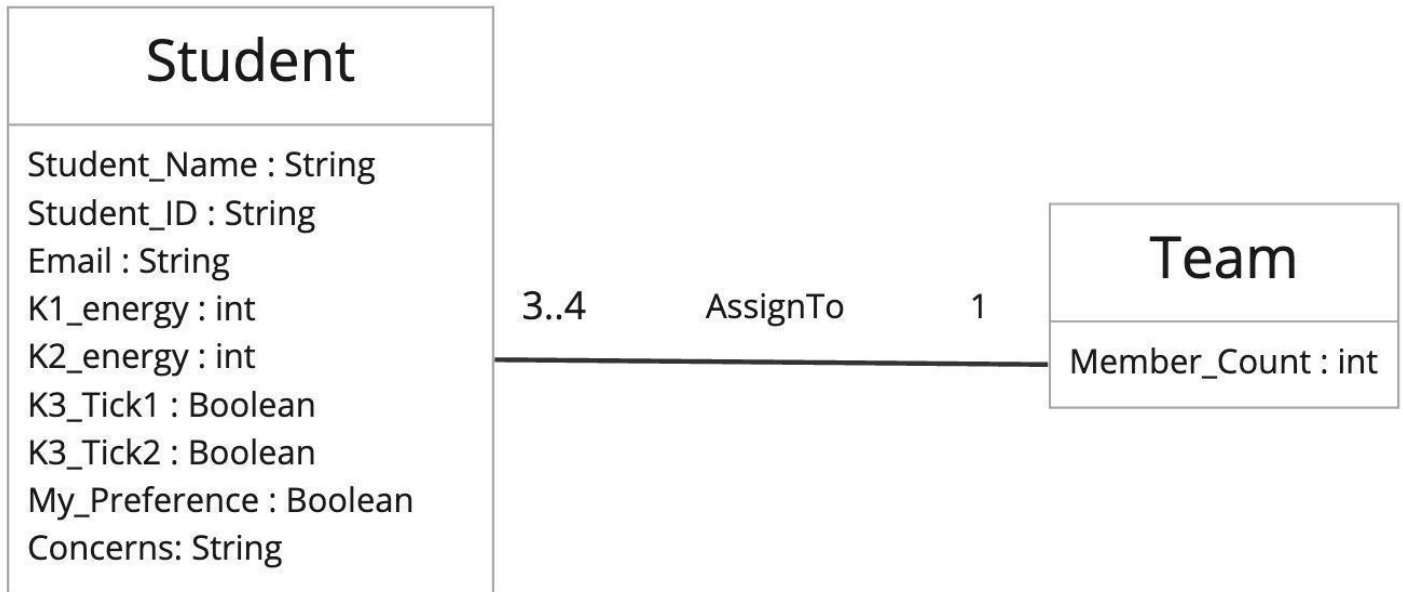 Student
Student_Name : String
Student_ID : String
Email : String
K1_energy : int
K2_energy : int
K3_Tick1 : Boolean
K3_Tick2 : Boolean
My_Preference : Boolean
Concerns: String
3..4 AssignTo 1
Team
Member_Count : int